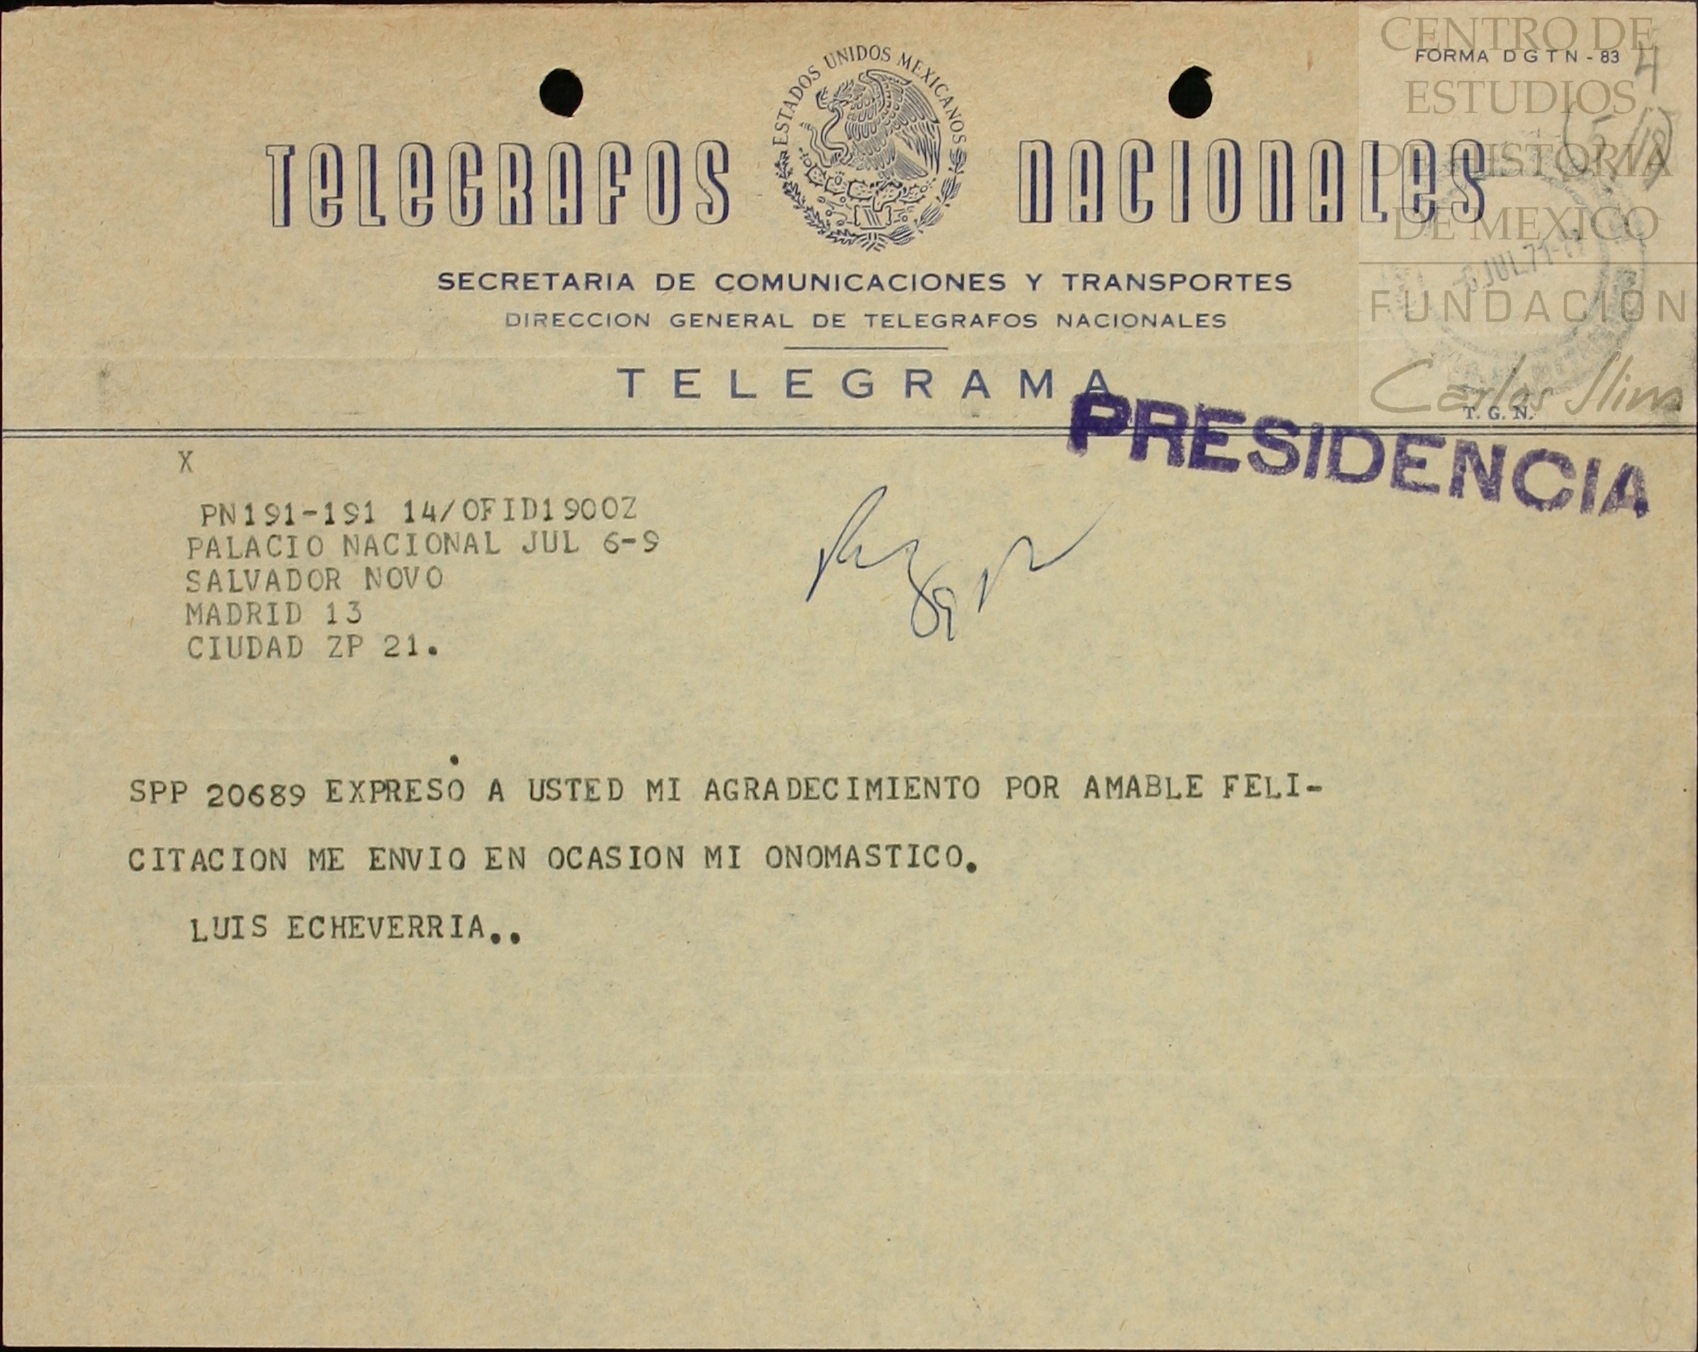 CENTRO DE
ESTUDIOS
DE HISTORIA
DE MEXICO
FUNDACION
Carlos Slim
FORMA D G T N - 83
4
ESTADOS UNIDOS MEXICANOS
TELEGRAFOS NACIONALES
SECRETARIA DE COMUNICACIONES Y TRANSPORTES
DIRECCION GENERAL DE TELEGRAFOS NACIONALES
TELEGRAMA
JUL 71
T. G. N.
PRESIDENCIA
X
PN191-191 14/OFID1900Z
PALACIO NACIONAL JUL 6-9
SALVADOR NOVO
MADRID 13
CIUDAD ZP 21.
SPP 20689 EXPRESO A USTED MI AGRADECIMIENTO POR AMABLE FELI-
CITACION ME ENVIO EN OCASION MI ONOMASTICO.
LUIS ECHEVERRIA..